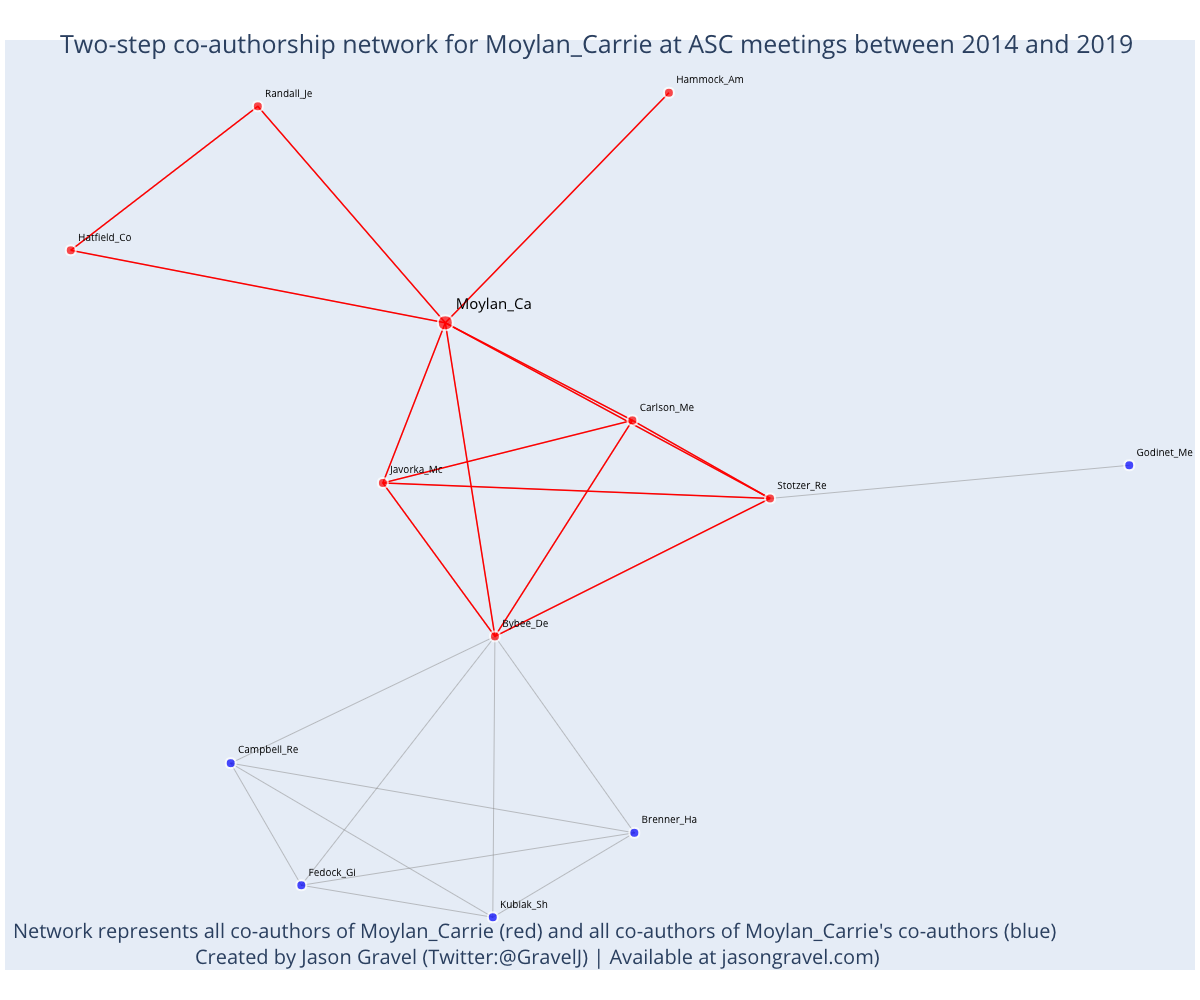 Two-step co-authorship network for Moylan_Carrie at ASC meetings between 2014 and 2019
Hammock_Am
Randall_Je
Hatfield_Co
Moylan_Ca
Carlson_Me
Godinet_Me
Javorka_Mc
Stotzer_Re
Bybee_De
Campbell_Re
Brenner_Ha
Fedock_Gi
Kubiak_Sh
Network represents all co-authors of Moylan_Carrie (red) and all co-authors of Moylan_Carrie's co-authors (blue)
Created by Jason Gravel (Twitter:@GravelJ) | Available at jasongravel.com)